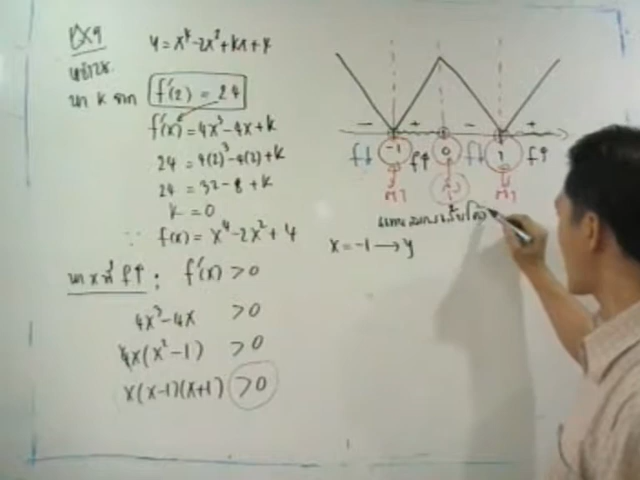 EX9
y = x⁴-2x²+kx+4
หา k จาก f'(2) = 24
f'(x) = 4x³-4x+k
24 = 4(2)³-4(2)+k
24 = 32-8+k
k = 0
∵ f(x) = x⁴-2x²+4
หา x ที่ f↑ : f'(x) >0
4x³-4x >0
4x(x²-1) >0
x(x-1)(x+1) >0
- + - +
f↓ -1 f↑ 0 f↓ 1 f↑
x = -1 → y